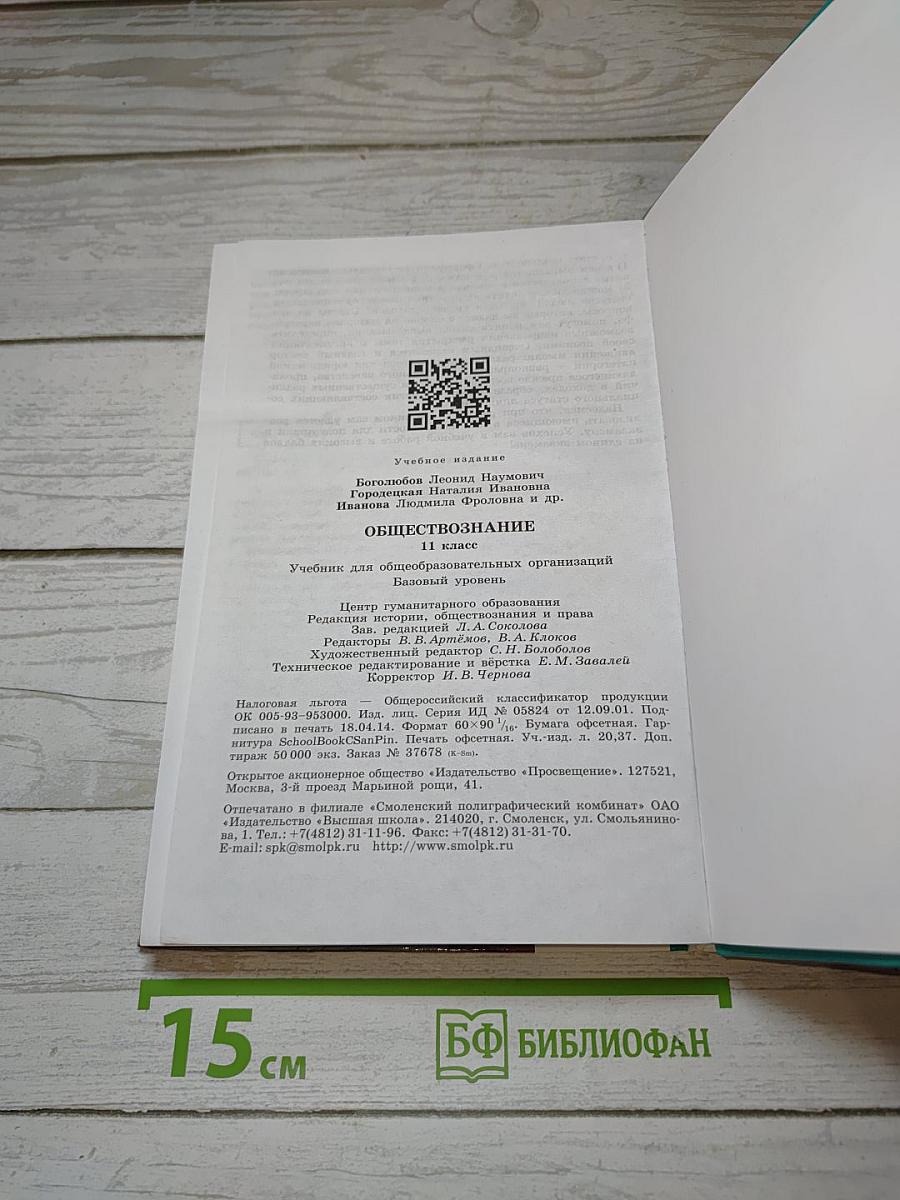 Учебное издание
Боголюбов Леонид Наумович
Городецкая Наталия Ивановна
Иванова Людмила Фроловна и др.
ОБЩЕСТВОЗНАНИЕ
11 класс
Учебник для общеобразовательных организаций
Базовый уровень
Центр гуманитарного образования
Редакция истории, обществознания и права
Зав. редакцией Л. А. Соколова
Редакторы В. В. Артёмов, В. А. Клоков
Художественный редактор С. Н. Болоболов
Техническое редактирование и вёрстка Е. М. Завалей
Корректор И. В. Чернова
Налоговая льгота — Общероссийский классификатор продукции
ОК 005-93–953000. Изд. лиц. Серия ИД № 05824 от 12.09.01. Под-
писано в печать 18.04.14. Формат 60×90 1/16. Бумага офсетная. Гар-
нитура SchoolBookCSanPin. Печать офсетная. Уч.-изд. л. 20,37. Доп.
тираж 50 000 экз. Заказ № 37678 (К-Sm).
Открытое акционерное общество «Издательство «Просвещение». 127521,
Москва, 3-й проезд Марьиной рощи, 41.
Отпечатано в филиале «Смоленский полиграфический комбинат» ОАО
«Издательство «Высшая школа». 214020, г. Смоленск, ул. Смольянино-
ва, 1. Тел.: +7(4812) 31-11-96. Факс: +7(4812) 31-31-70.
E-mail: spk@smolpk.ru http://www.smolpk.ru
15 см
БФ БИБЛИОФАН